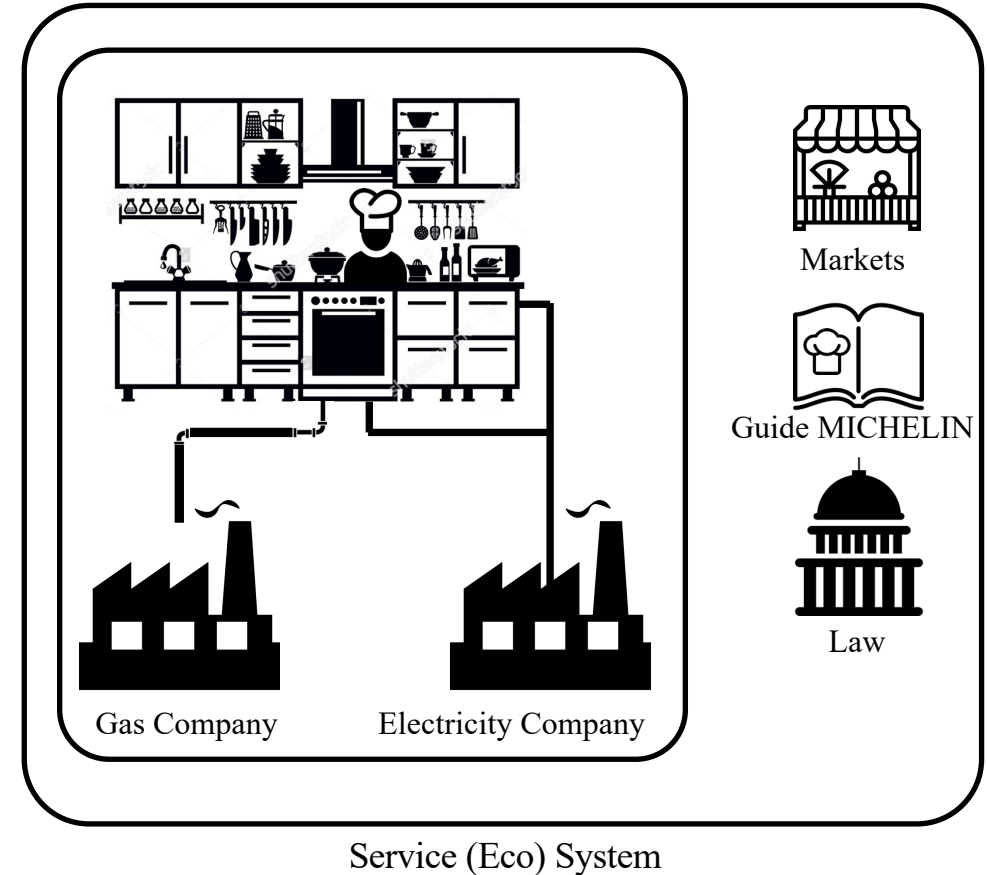 Markets
Guide MICHELIN
Law
Gas Company
Electricity Company
Service (Eco) System